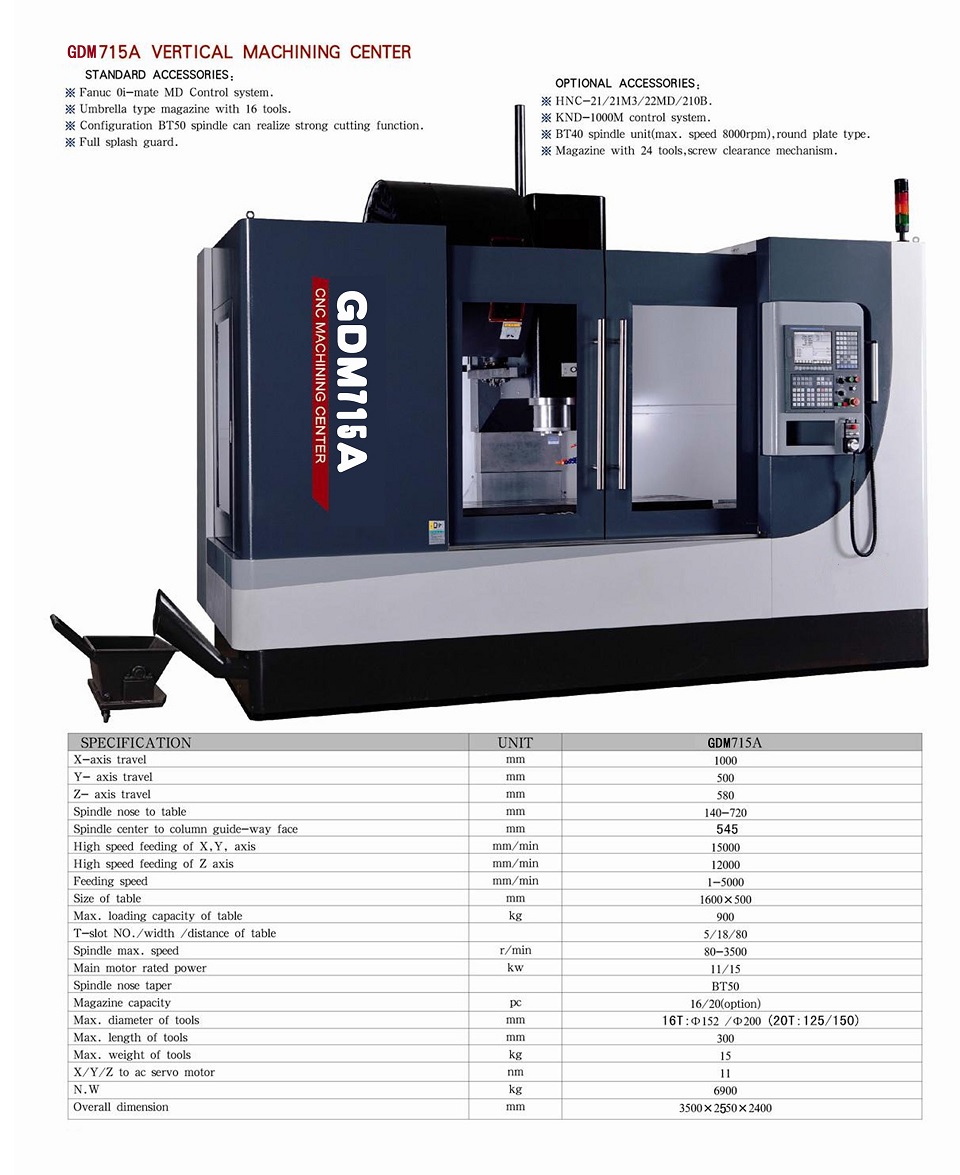 GDM715A VERTICAL MACHINING CENTER
STANDARD ACCESSORIES:
※ Fanuc 0i-mate MD Control system.
※ Umbrella type magazine with 16 tools.
※ Configuration BT50 spindle can realize strong cutting function.
※ Full splash guard.
OPTIONAL ACCESSORIES:
※ HNC-21/21M3/22MD/210B.
※ KND-1000M control system.
※ BT40 spindle unit(max. speed 8000rpm),round plate type.
※ Magazine with 24 tools,screw clearance mechanism.
GDM715A
CNC MACHINING CENTER
SPECIFICATION UNIT GDM715A
X-axis travel mm 1000
Y- axis travel mm 500
Z- axis travel mm 580
Spindle nose to table mm 140-720
Spindle center to column guide-way face mm 545
High speed feeding of X,Y, axis mm/min 15000
High speed feeding of Z axis mm/min 12000
Feeding speed mm/min 1-5000
Size of table mm 1600×500
Max. loading capacity of table kg 900
T-slot NO./width /distance of table 5/18/80
Spindle max. speed r/min 80-3500
Main motor rated power kw 11/15
Spindle nose taper BT50
Magazine capacity pc 16/20(option)
Max. diameter of tools mm 16T:Φ152 /Φ200 (20T:125/150)
Max. length of tools mm 300
Max. weight of tools kg 15
X/Y/Z to ac servo motor nm 11
N.W kg 6900
Overall dimension mm 3500×2550×2400